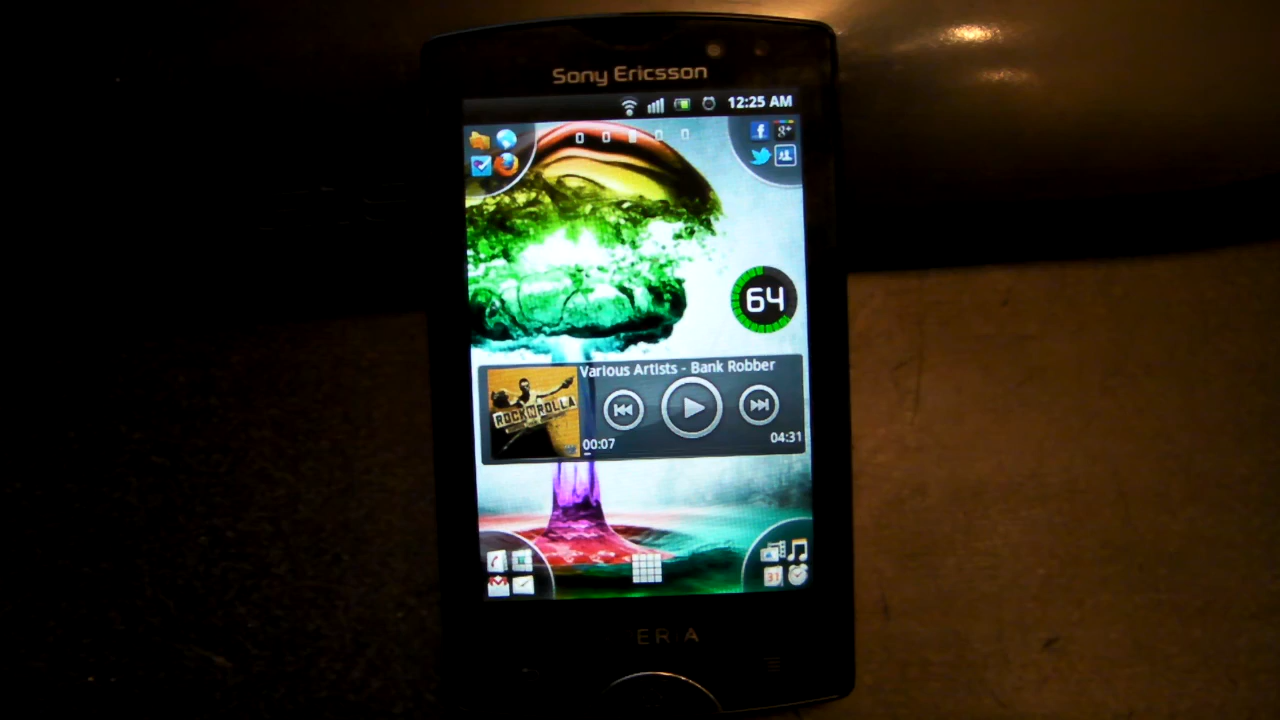 Sony Ericsson
12:25 AM
f
g+
64
Various Artists - Bank Robber
ROCKNROLLA
00:07
04:31
31
ERIA